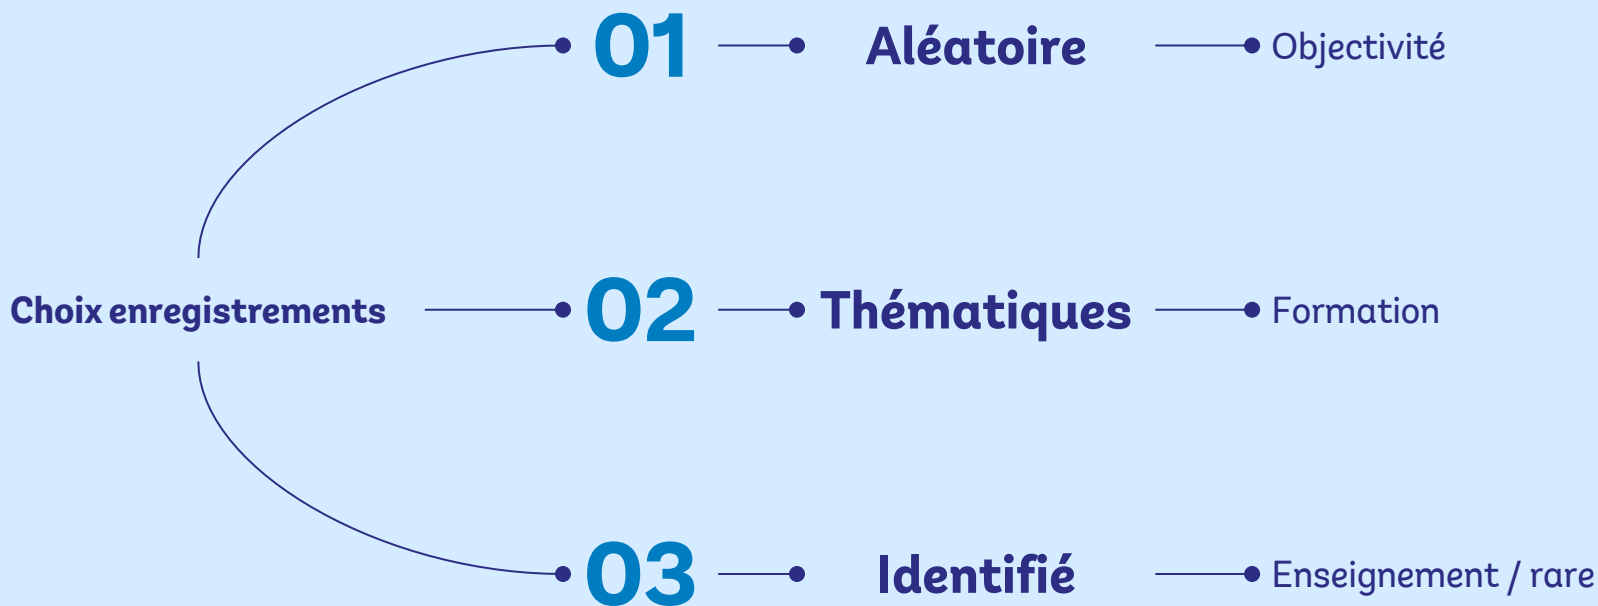 01 Aléatoire Objectivité
Choix enregistrements 02 Thématiques Formation
03 Identifié Enseignement / rare